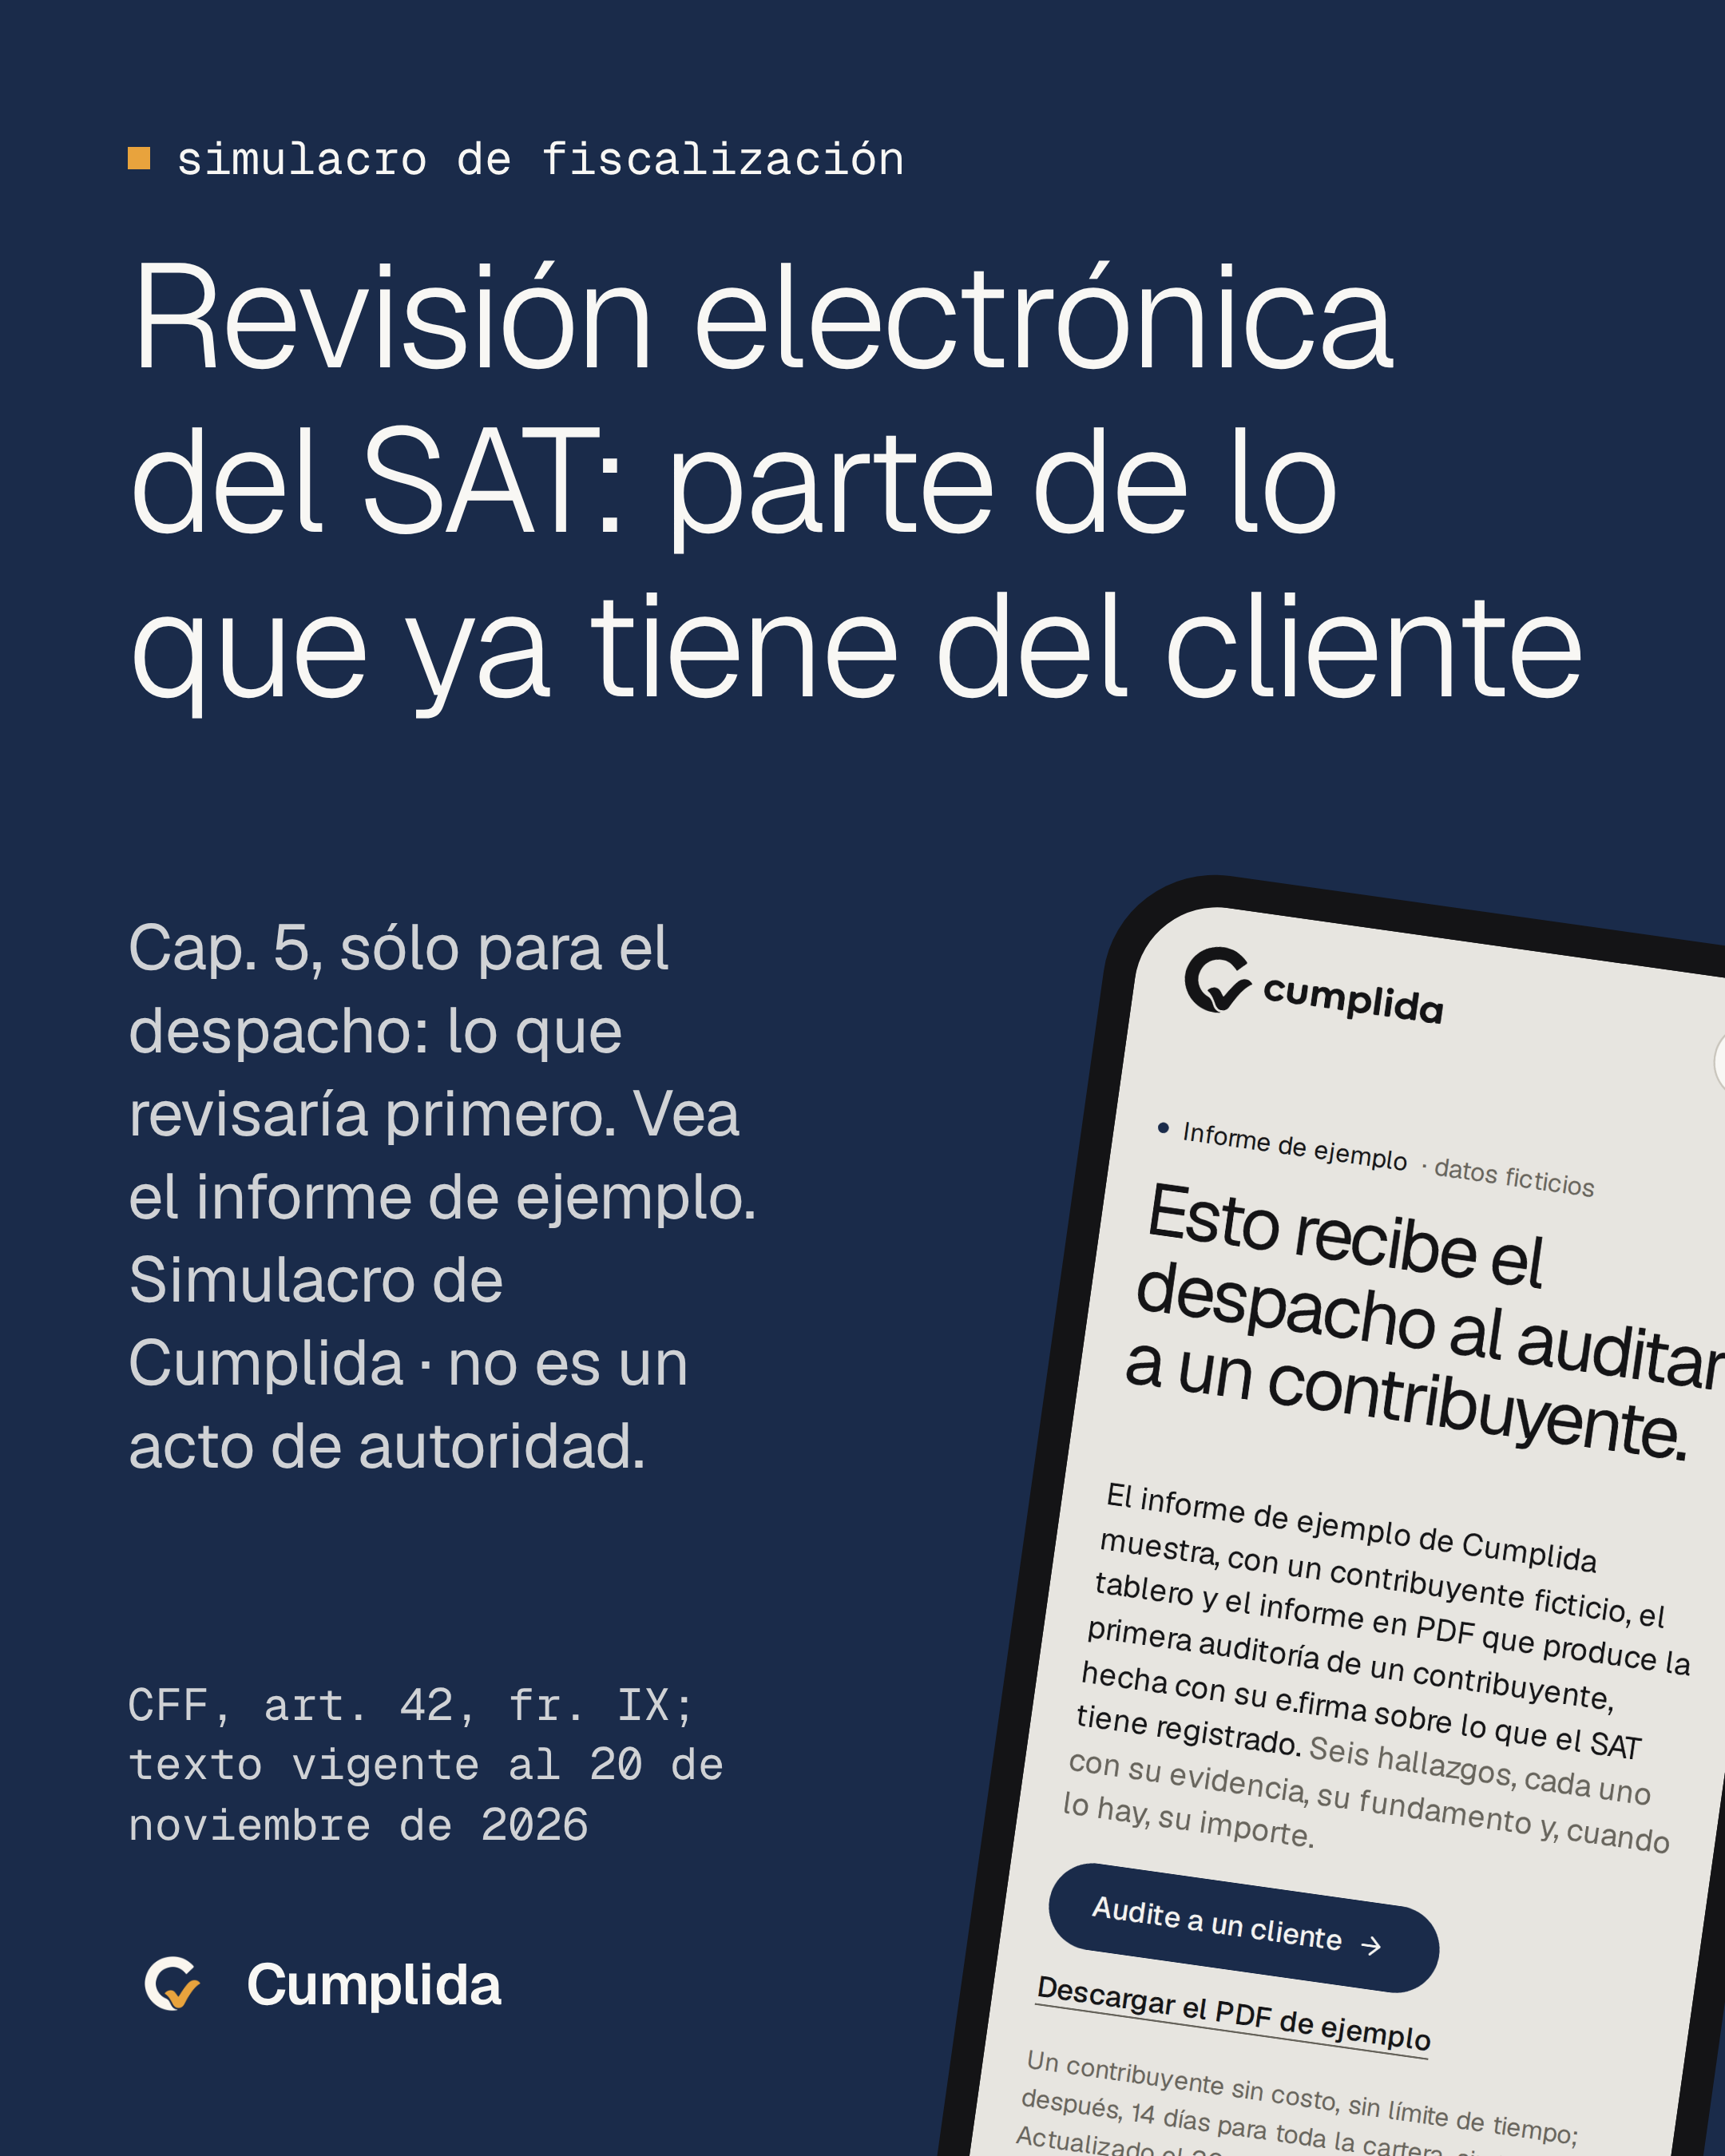 simulacro de fiscalización
Revisión electrónica
del SAT: parte de lo
que ya tiene del cliente
Cap. 5, sólo para el
despacho: lo que
revisaría primero. Vea
el informe de ejemplo.
Simulacro de
Cumplida · no es un
acto de autoridad.
CFF, art. 42, fr. IX;
texto vigente al 20 de
noviembre de 2026
Cumplida
cumplida
Informe de ejemplo · datos ficticios
Esto recibe el
despacho al auditar
a un contribuyente.
El informe de ejemplo de Cumplida
muestra, con un contribuyente ficticio, el
tablero y el informe en PDF que produce la
primera auditoría de un contribuyente,
hecha con su e.firma sobre lo que el SAT
tiene registrado. Seis hallazgos, cada uno
con su evidencia, su fundamento y, cuando
lo hay, su importe.
Audite a un cliente →
Descargar el PDF de ejemplo
Un contribuyente sin costo, sin límite de tiempo;
después, 14 días para toda la cartera,
Actualizado el